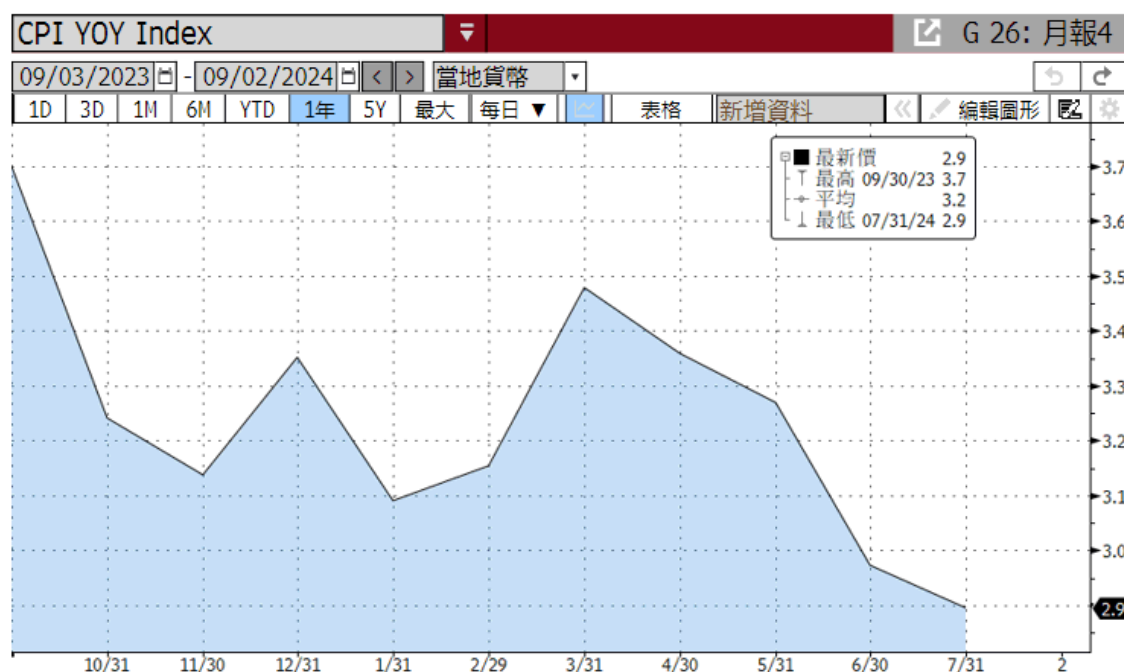 CPI YOY Index G 26: 月報4
09/03/2023 - 09/02/2024 < > 當地貨幣
1D 3D 1M 6M YTD 1年 5Y 最大 每日 ▼ 表格 新增資料 « 編輯圖形
最新價 2.9
最高 09/30/23 3.7
平均 3.2
最低 07/31/24 2.9
3.7
3.6
3.5
3.4
3.3
3.2
3.1
3.0
2.9
10/31 11/30 12/31 1/31 2/29 3/31 4/30 5/31 6/30 7/31 2